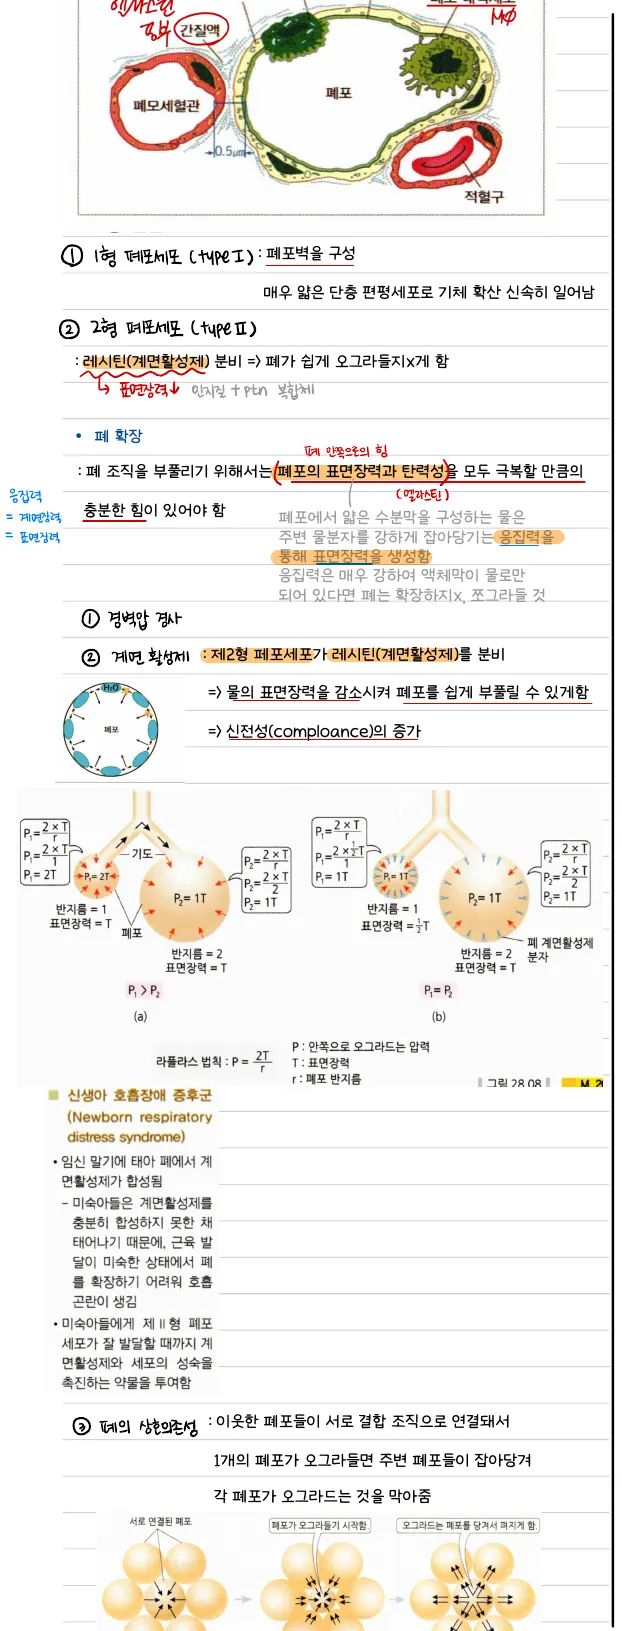 간질액
MØ
폐모세혈관
폐포
0.5㎛
적혈구
① 1형 폐포세포 (type I) : 폐포벽을 구성
매우 얇은 단층 편평세포로 기체 확산 신속히 일어남
② 2형 폐포세포 (type II)
: 레시틴(계면활성제) 분비 => 폐가 쉽게 오그라들지x게 함
↳ 표면장력↓ 인지질 + ptn 복합체
• 폐 확장
폐 안쪽으로의 힘
: 폐 조직을 부풀리기 위해서는 (폐포의 표면장력과 탄력성)을 모두 극복할 만큼의
(엘라스틴)
충분한 힘이 있어야 함
응집력
= 계면장력
= 표면장력
폐포에서 얇은 수분막을 구성하는 물은
주변 물분자를 강하게 잡아당기는 응집력을
통해 표면장력을 생성함
응집력은 매우 강하여 액체막이 물로만
되어 있다면 폐는 확장하지x, 쪼그라들 것
① 경벽압 경사
② 계면 활성제 : 제2형 폐포세포가 레시틴(계면활성제)를 분비
=> 물의 표면장력을 감소시켜 폐포를 쉽게 부풀릴 수 있게함
=> 신전성(comploance)의 증가
H₂O
폐포
P₁= 2 × T / r
P₁= 2 × T / 1
P₁= 2T
P₁= 2T
기도
P₂= 1T
P₂= 2 × T / r
P₂= 2 × T / 2
P₂= 1T
반지름 = 1
표면장력 = T
폐포
반지름 = 2
표면장력 = T
P₁ > P₂
(a)
P₁= 2 × T / r
P₁= 2 × ½T / 1
P₁= 1T
P₁= 1T
P₂= 1T
P₂= 2 × T / r
P₂= 2 × T / 2
P₂= 1T
반지름 = 1
표면장력 = ½T
폐 계면활성제
분자
반지름 = 2
표면장력 = T
P₁= P₂
(b)
라플라스 법칙 : P = 2T / r
P : 안쪽으로 오그라드는 압력
T : 표면장력
r : 폐포 반지름
그림 28.08
신생아 호흡장애 증후군
(Newborn respiratory
distress syndrome)
• 임신 말기에 태아 폐에서 계
면활성제가 합성됨
– 미숙아들은 계면활성제를
충분히 합성하지 못한 채
태어나기 때문에, 근육 발
달이 미숙한 상태에서 폐
를 확장하기 어려워 호흡
곤란이 생김
• 미숙아들에게 제Ⅱ형 폐포
세포가 잘 발달할 때까지 계
면활성제와 세포의 성숙을
촉진하는 약물을 투여함
③ 폐의 상호의존성 : 이웃한 폐포들이 서로 결합 조직으로 연결돼서
1개의 폐포가 오그라들면 주변 폐포들이 잡아당겨
각 폐포가 오그라드는 것을 막아줌
서로 연결된 폐포
폐포가 오그라들기 시작함.
오그라드는 폐포를 당겨서 펴지게 함.